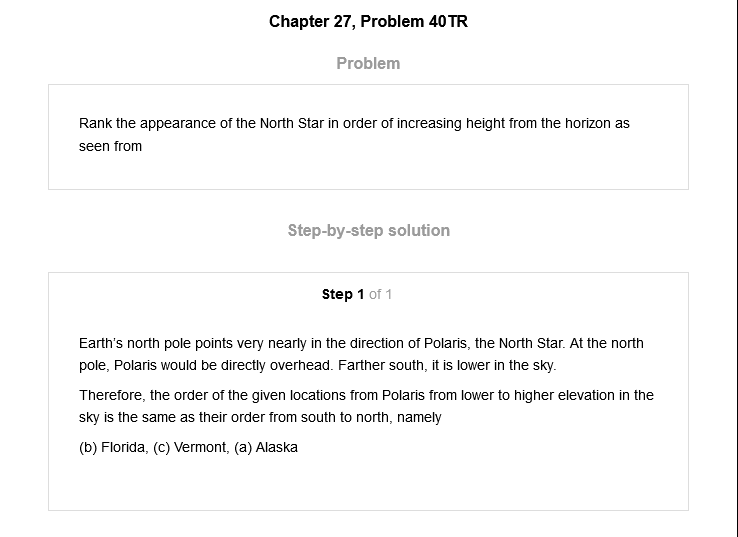 Chapter 27, Problem 40TR
Problem
Rank the appearance of the North Star in order of increasing height from the horizon as
seen from
Step-by-step solution
Step 1 of 1
Earth's north pole points very nearly in the direction of Polaris, the North Star. At the north
pole, Polaris would be directly overhead. Farther south, it is lower in the sky.
Therefore, the order of the given locations from Polaris from lower to higher elevation in the
sky is the same as their order from south to north, namely
(b) Florida, (c) Vermont, (a) Alaska